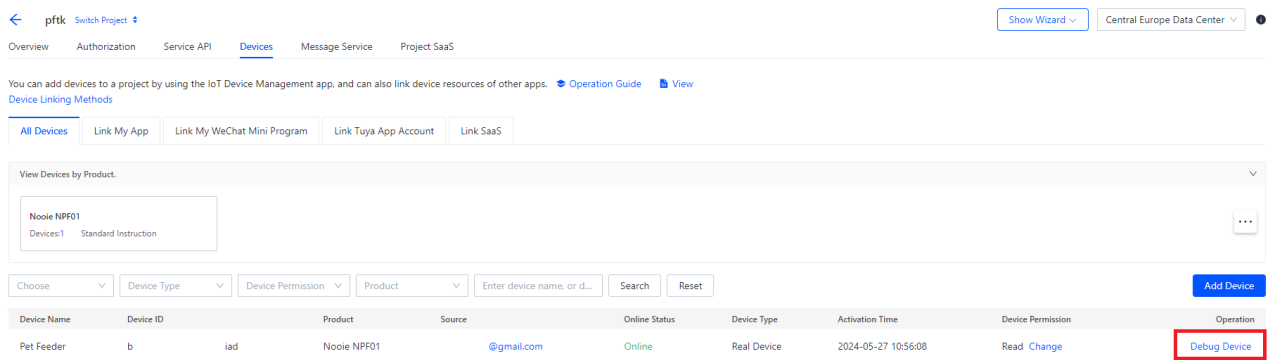 pftk Switch Project Show Wizard Central Europe Data Center
Overview Authorization Service API Devices Message Service Project SaaS
You can add devices to a project by using the IoT Device Management app, and can also link device resources of other apps. Operation Guide View
Device Linking Methods
All Devices Link My App Link My WeChat Mini Program Link Tuya App Account Link SaaS
View Devices by Product.
Nooie NPF01
Devices:1 Standard Instruction
Choose Device Type Device Permission Product Enter device name, or d... Search Reset Add Device
Device Name Device ID Product Source Online Status Device Type Activation Time Device Permission Operation
Pet Feeder b iad Nooie NPF01 @gmail.com Online Real Device 2024-05-27 10:56:08 Read Change Debug Device